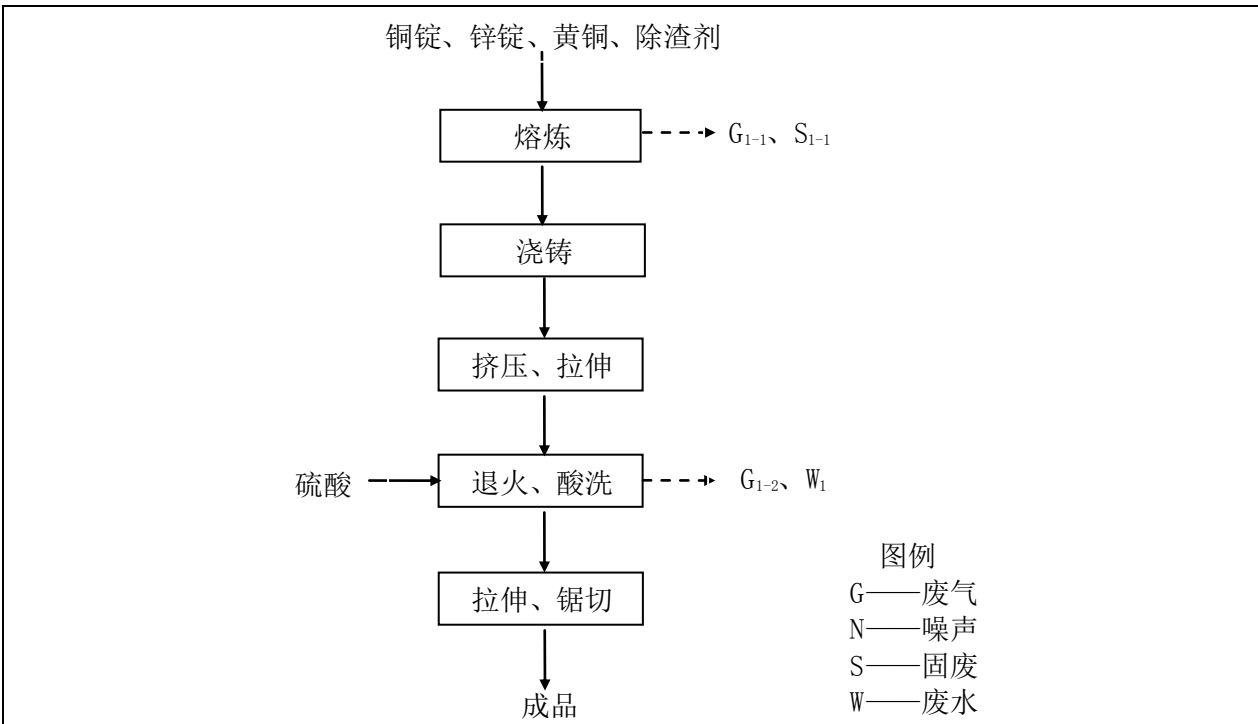 铜锭、锌锭、黄铜、除渣剂
熔炼
G₁₋₁、S₁₋₁
浇铸
挤压、拉伸
硫酸
退火、酸洗
G₁₋₂、W₁
拉伸、锯切
成品
图例
G——废气
N——噪声
S——固废
W——废水